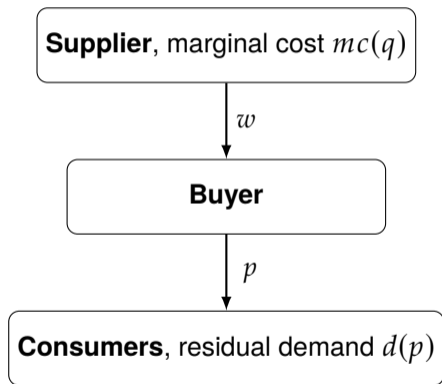 Supplier, marginal cost mc(q)
w
Buyer
p
Consumers, residual demand d(p)